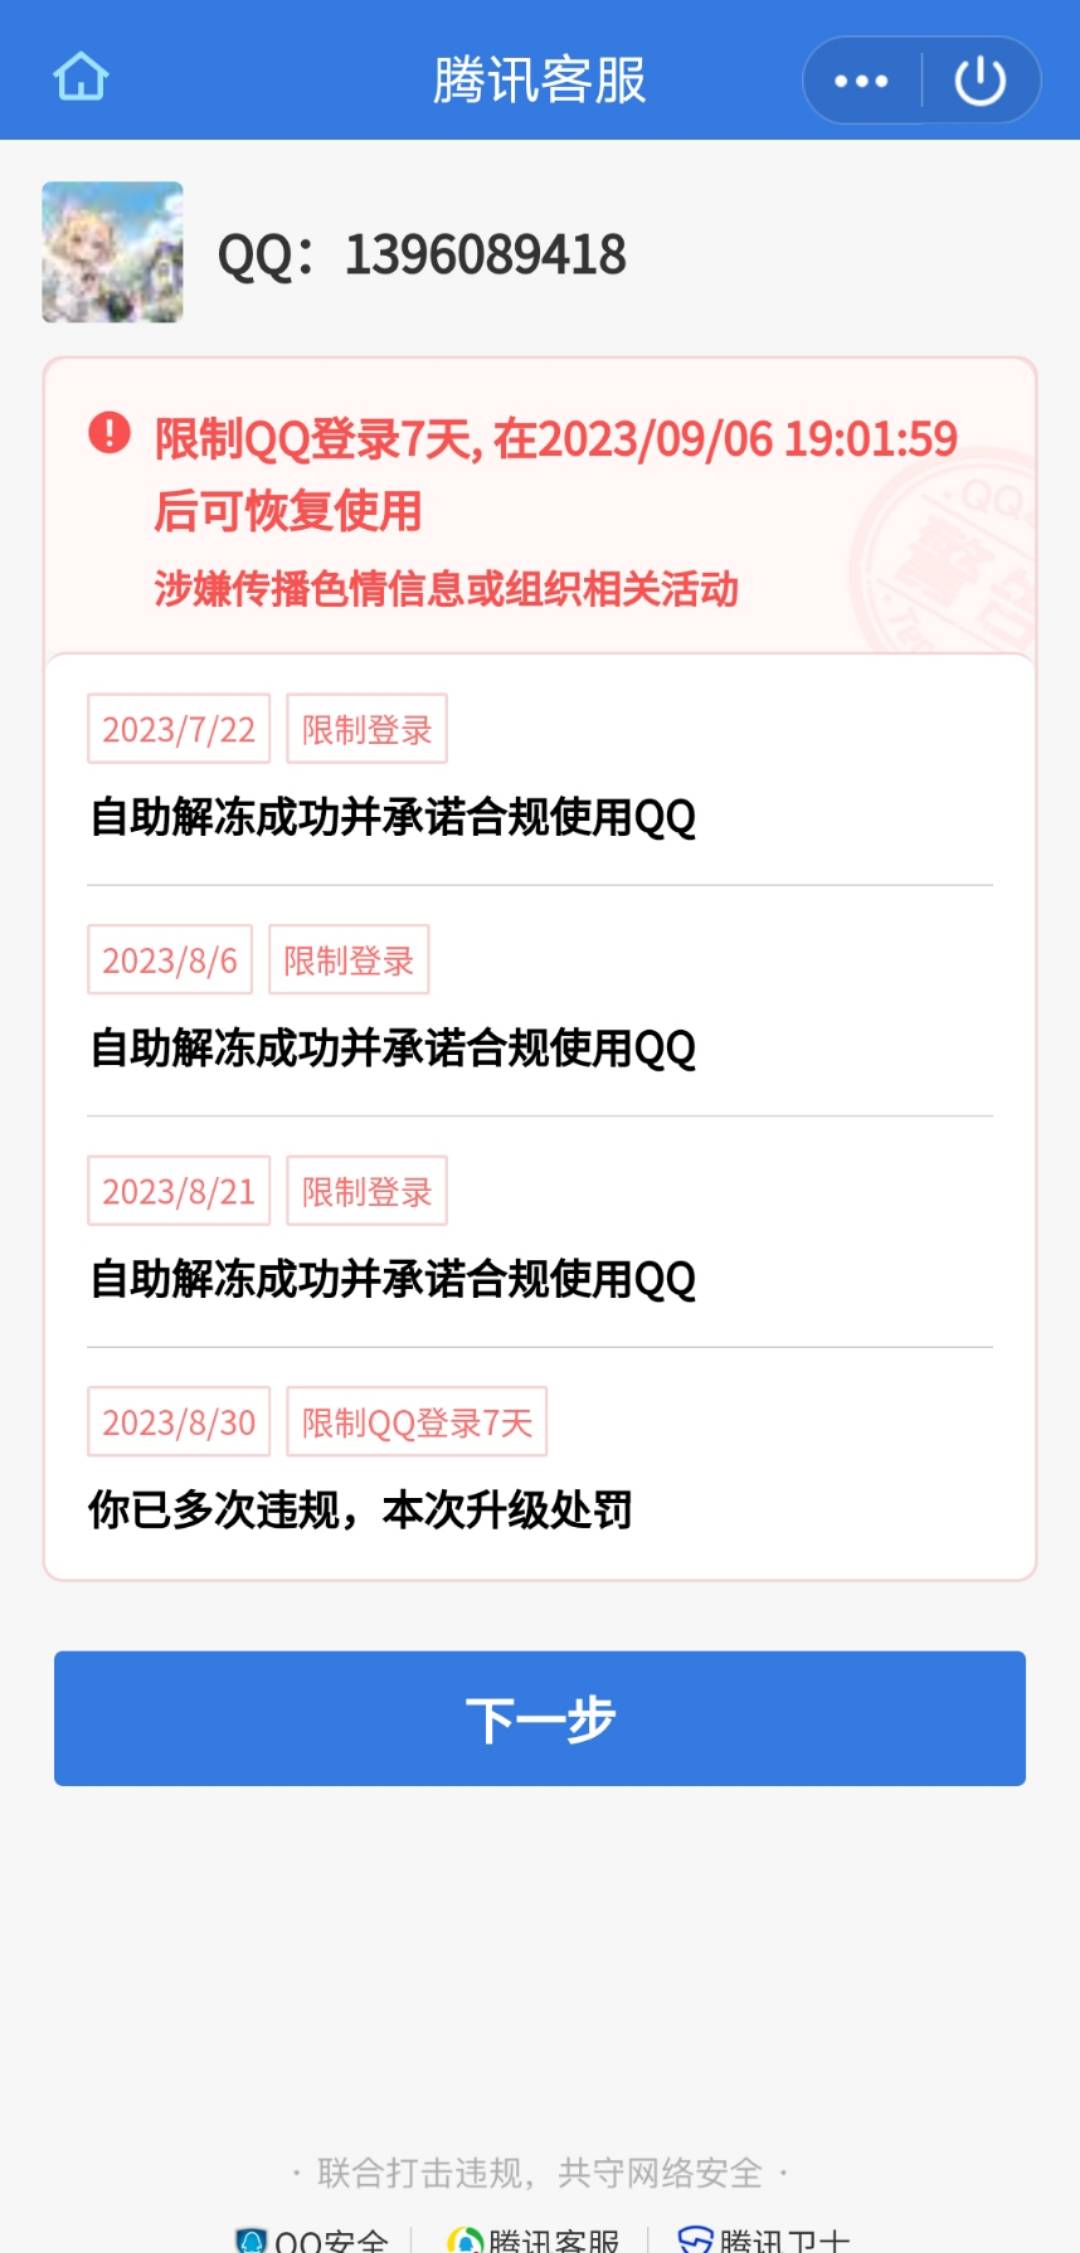 腾讯客服
QQ：1396089418
限制QQ登录7天, 在2023/09/06 19:01:59
后可恢复使用
涉嫌传播色情信息或组织相关活动
QQ
警告
Ten
2023/7/22 限制登录
自助解冻成功并承诺合规使用QQ
2023/8/6 限制登录
自助解冻成功并承诺合规使用QQ
2023/8/21 限制登录
自助解冻成功并承诺合规使用QQ
2023/8/30 限制QQ登录7天
你已多次违规，本次升级处罚
下一步
· 联合打击违规，共守网络安全 ·
QQ安全 腾讯客服 腾讯卫士